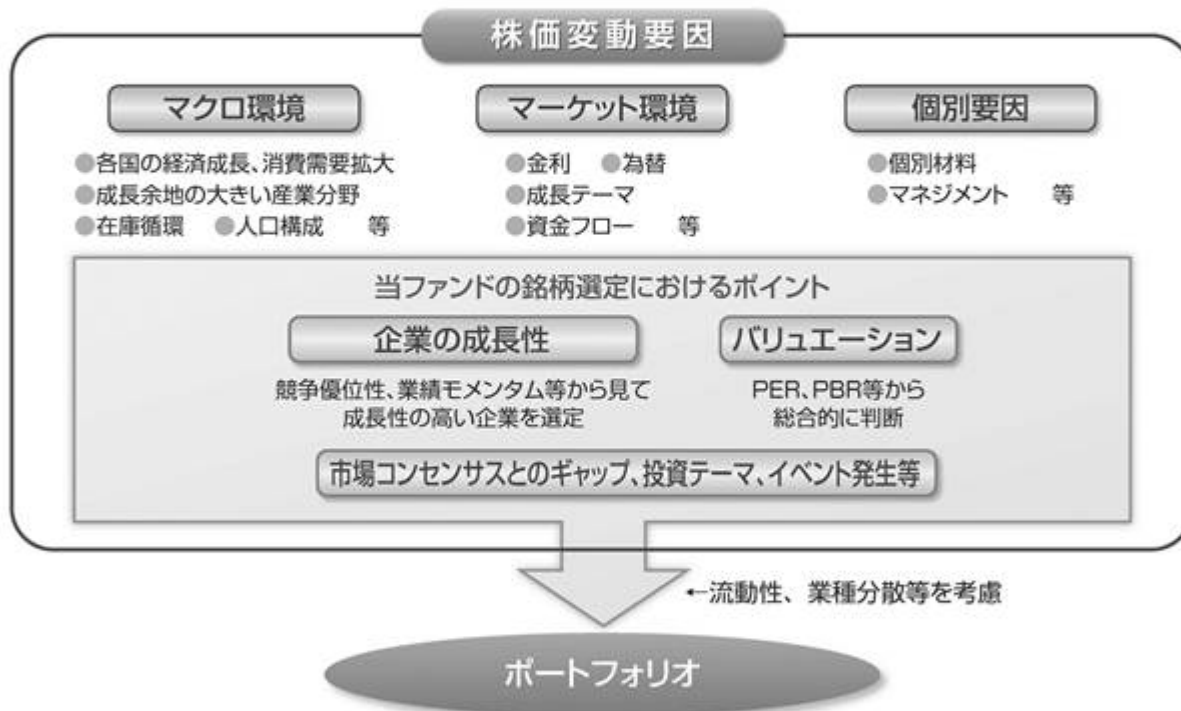 株価変動要因
マクロ環境
●各国の経済成長、消費需要拡大
●成長余地の大きい産業分野
●在庫循環 ●人口構成 等
マーケット環境
●金利 ●為替
●成長テーマ
●資金フロー 等
個別要因
●個別材料
●マネジメント 等
当ファンドの銘柄選定におけるポイント
企業の成長性
競争優位性、業績モメンタム等から見て
成長性の高い企業を選定
バリュエーション
PER、PBR等から
総合的に判断
市場コンセンサスとのギャップ、投資テーマ、イベント発生等
←流動性、業種分散等を考慮
ポートフォリオ